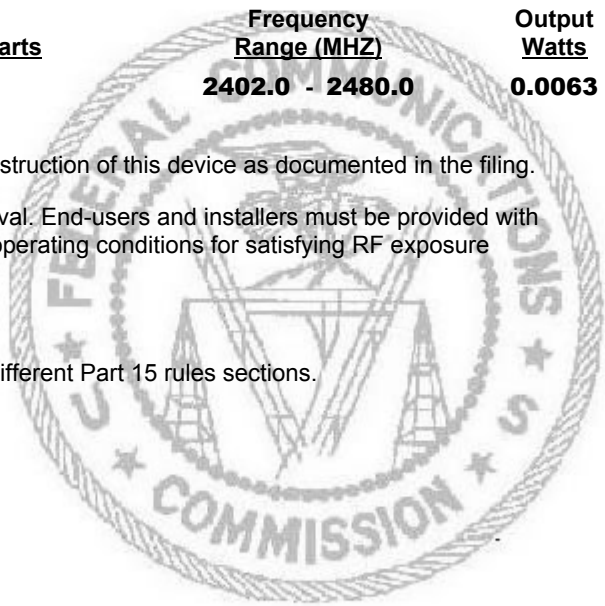 Frequency Output
arts Range (MHZ) Watts
2402.0 - 2480.0 0.0063
struction of this device as documented in the filing.
val. End-users and installers must be provided with
operating conditions for satisfying RF exposure
ifferent Part 15 rules sections.
FEDERAL COMMUNICATIONS COMMISSION
U S